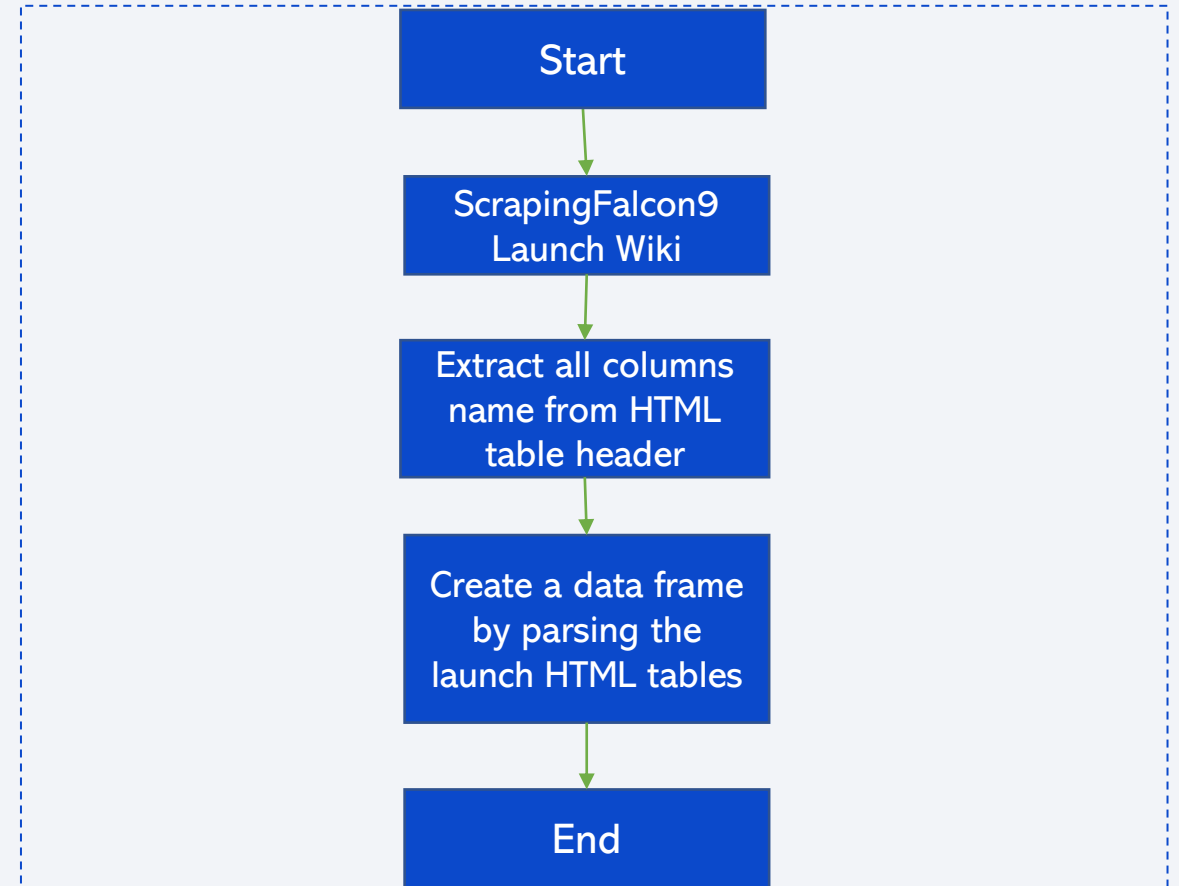 Start
ScrapingFalcon9
Launch Wiki
Extract all columns
name from HTML
table header
Create a data frame
by parsing the
launch HTML tables
End